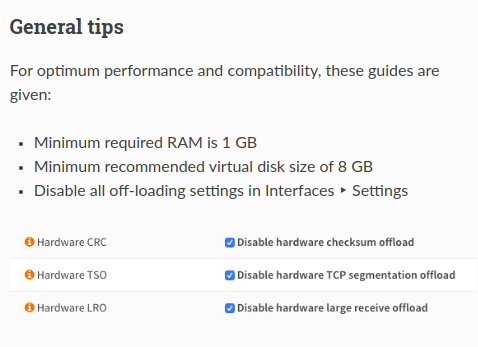 General tips
For optimum performance and compatibility, these guides are
given:
• Minimum required RAM is 1 GB
• Minimum recommended virtual disk size of 8 GB
• Disable all off-loading settings in Interfaces ‣ Settings
Hardware CRC Disable hardware checksum offload
Hardware TSO Disable hardware TCP segmentation offload
Hardware LRO Disable hardware large receive offload